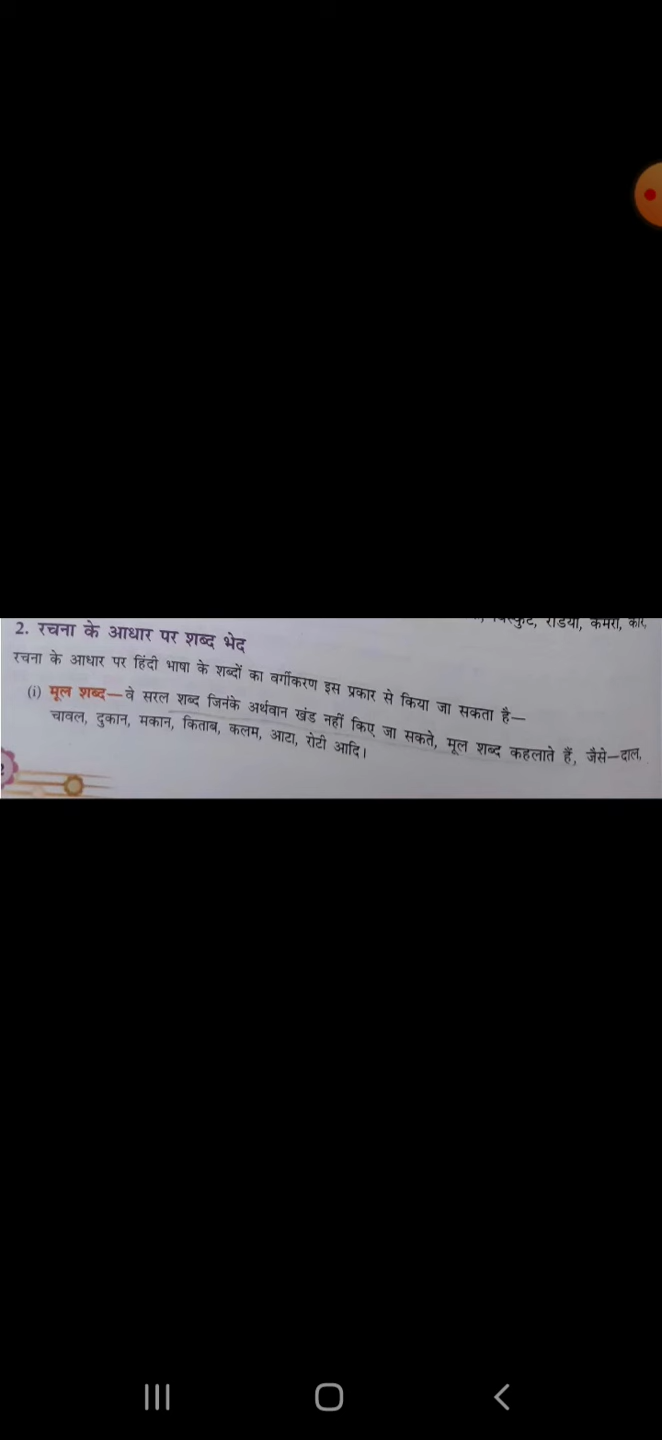 रेडियो, कैमरा, कार,
2. रचना के आधार पर शब्द भेद
रचना के आधार पर हिंदी भाषा के शब्दों का वर्गीकरण इस प्रकार से किया जा सकता है—
(i) मूल शब्द—वे सरल शब्द जिनके अर्थवान खंड नहीं किए जा सकते, मूल शब्द कहलाते हैं, जैसे—दाल,
चावल, दुकान, मकान, किताब, कलम, आटा, रोटी आदि।